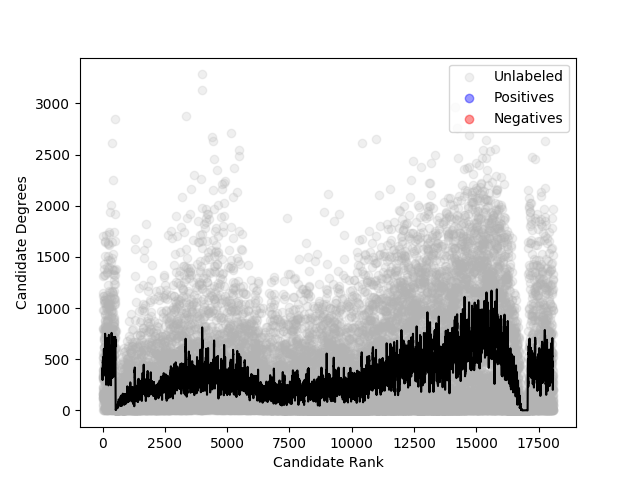 Unlabeled
Positives
Negatives
3000
2500
2000
1500
1000
500
0
Candidate Degrees
0 2500 5000 7500 10000 12500 15000 17500
Candidate Rank